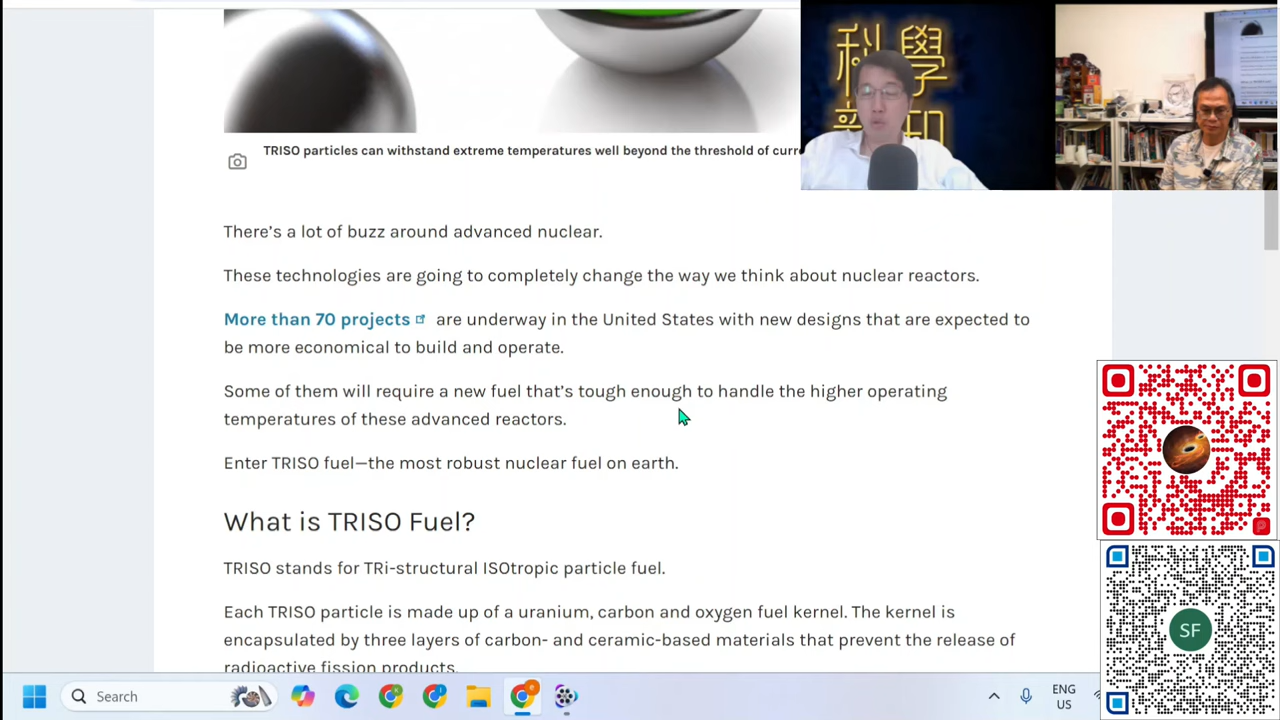 科學
新知
TRISO particles can withstand extreme temperatures well beyond the threshold of curr
There’s a lot of buzz around advanced nuclear.
These technologies are going to completely change the way we think about nuclear reactors.
More than 70 projects are underway in the United States with new designs that are expected to
be more economical to build and operate.
Some of them will require a new fuel that’s tough enough to handle the higher operating
temperatures of these advanced reactors.
Enter TRISO fuel—the most robust nuclear fuel on earth.
What is TRISO Fuel?
TRISO stands for TRi-structural ISOtropic particle fuel.
Each TRISO particle is made up of a uranium, carbon and oxygen fuel kernel. The kernel is
encapsulated by three layers of carbon- and ceramic-based materials that prevent the release of
radioactive fission products.
SF
Search
ENG
US